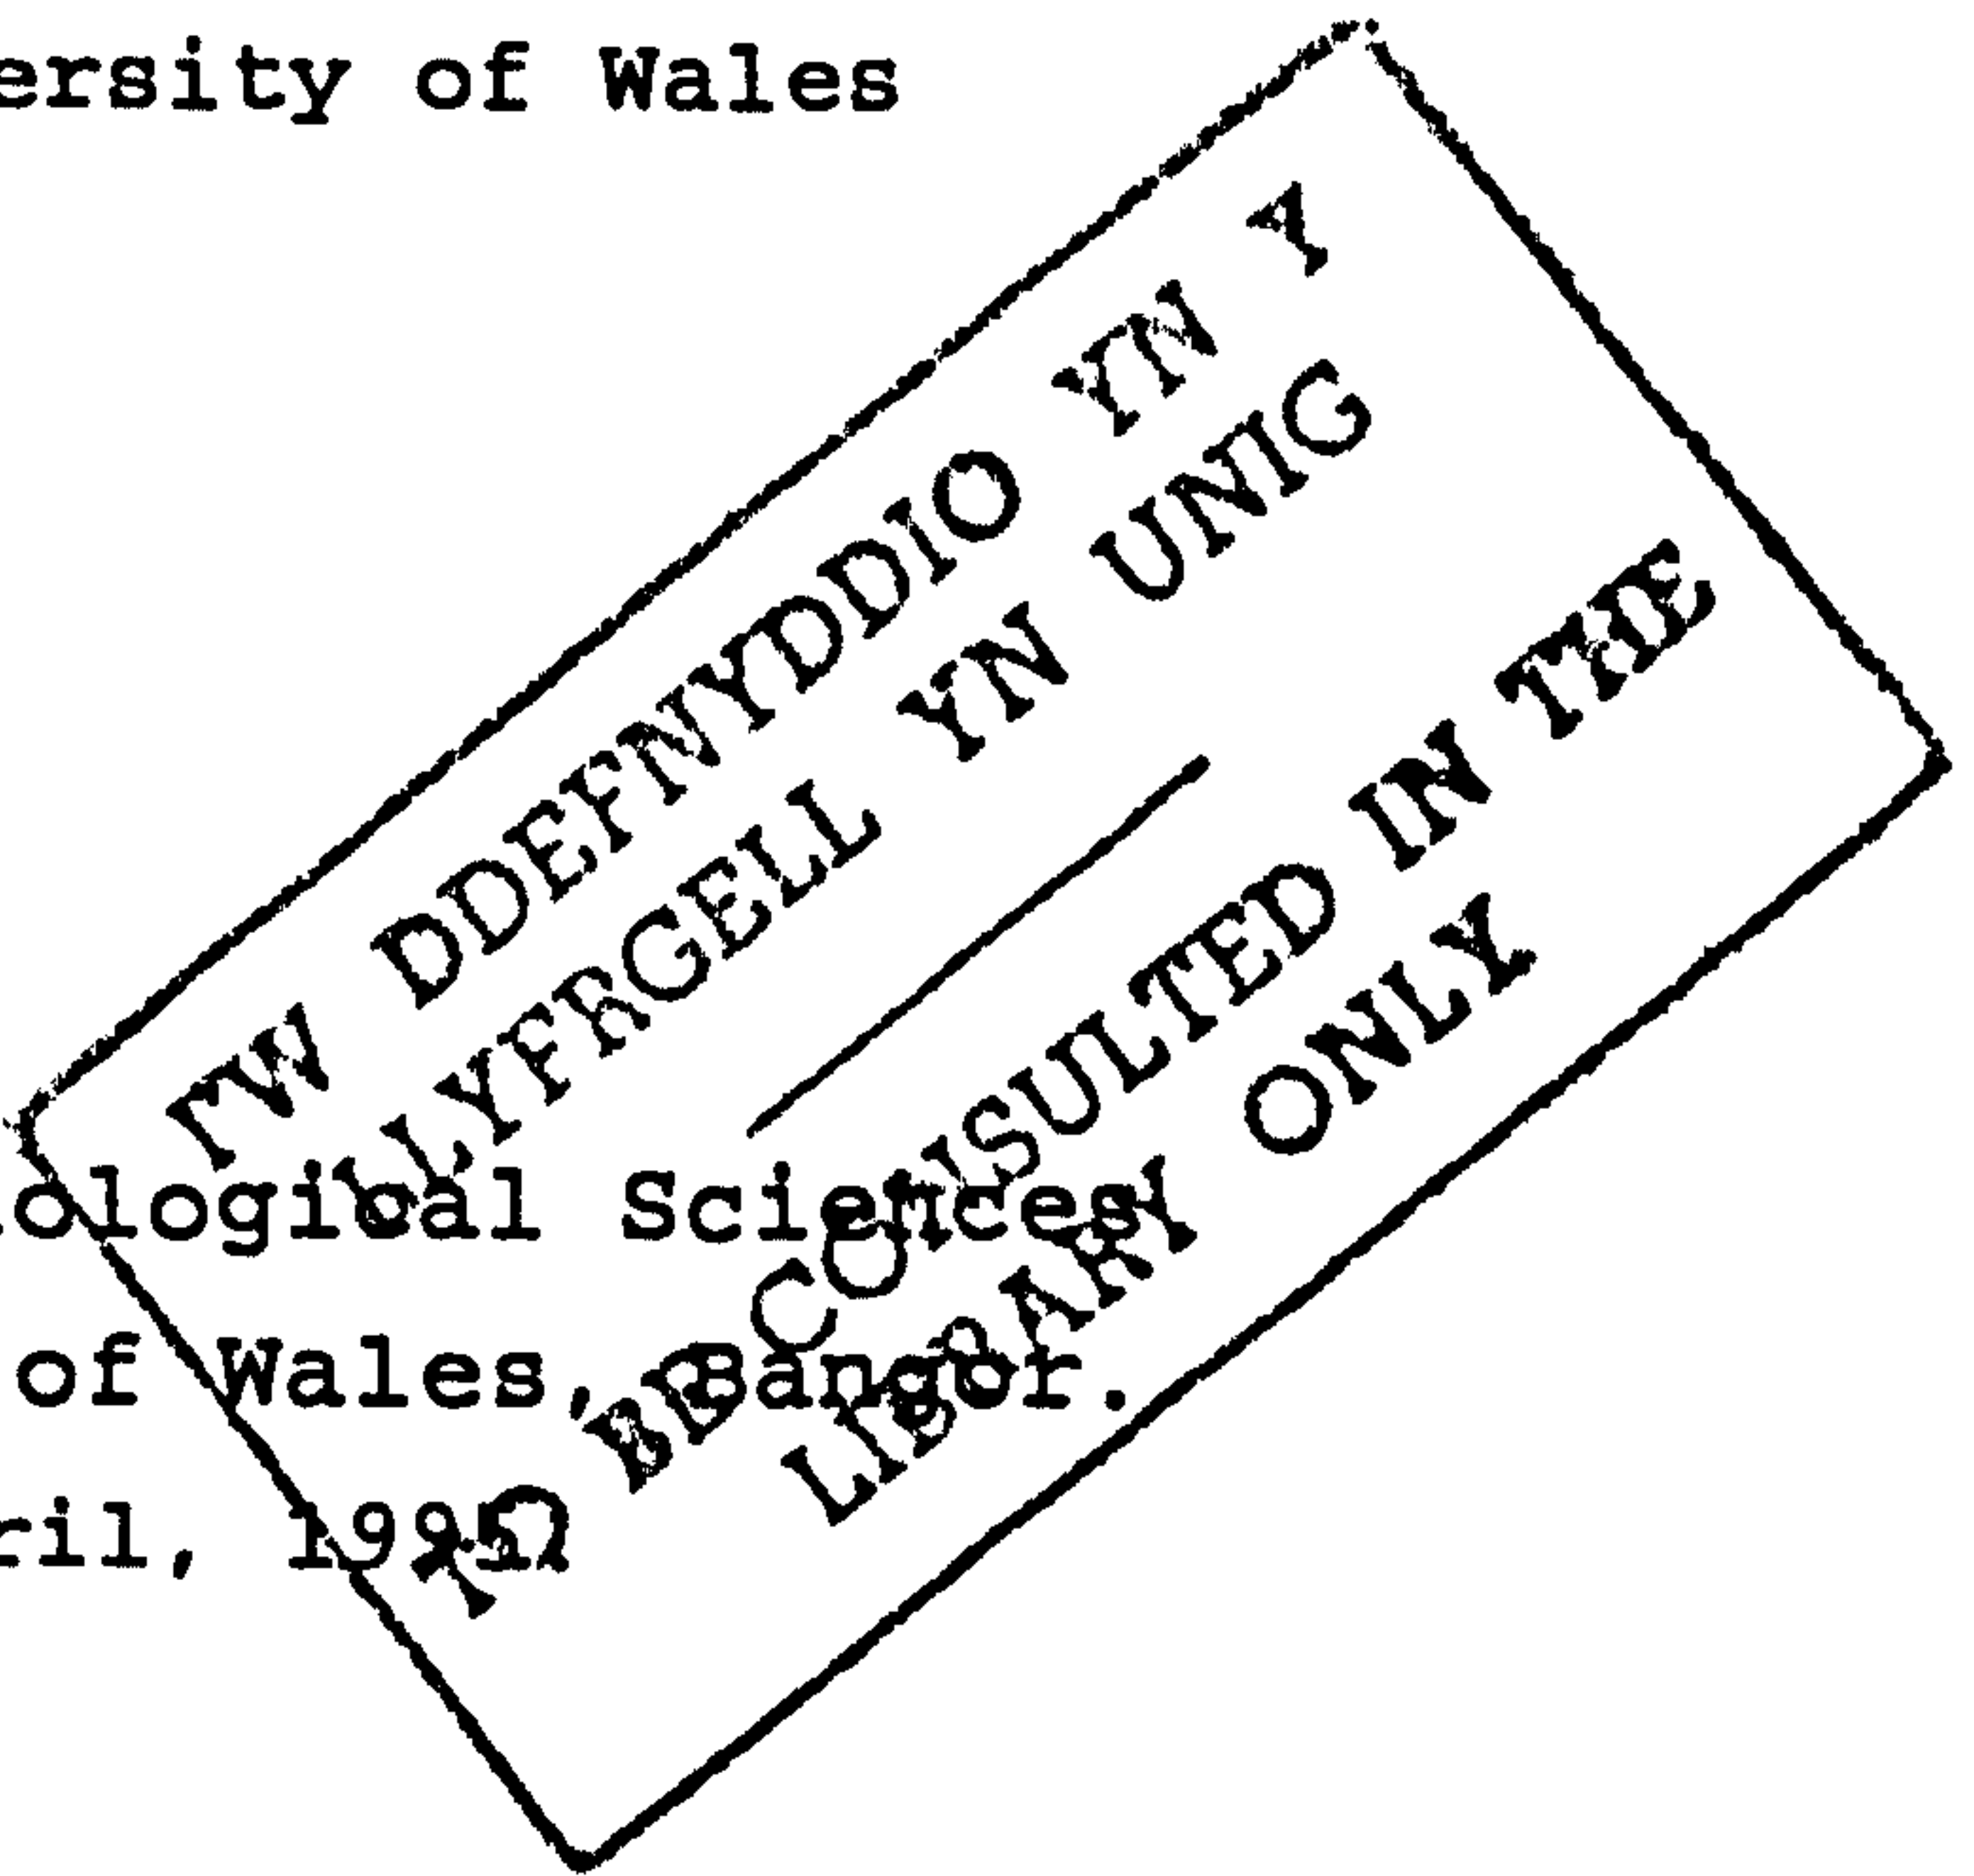 ersity of Wales
I'W DDEFNYDDIO YN Y
LLYFRGELL YN UNIG
TO BE CONSULTED IN THE
LIBRARY ONLY
ological Sciences
of Wales, Bangor.
ril, 1995